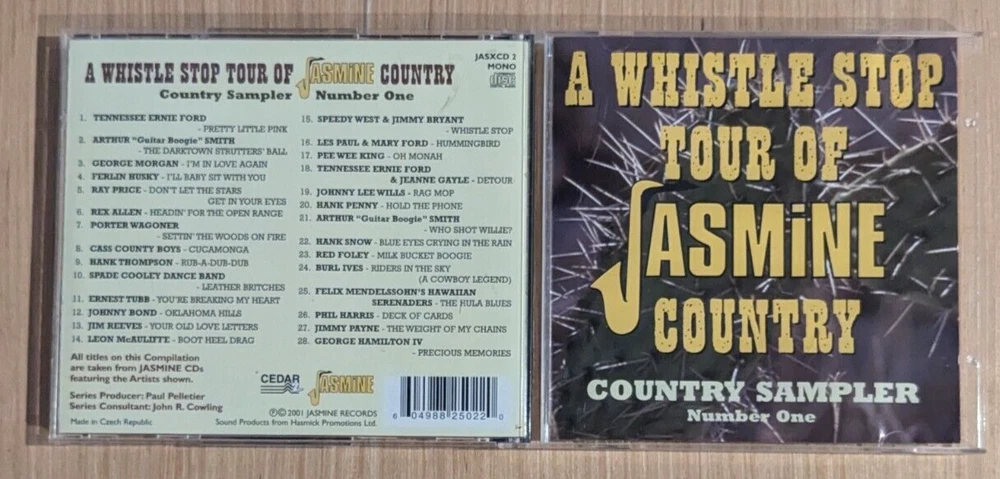 JASXCD 2
MONO
A WHISTLE STOP TOUR OF JASMiNE COUNTRY
Country Sampler Number One
1. TENNESSEE ERNIE FORD
- PRETTY LITTLE PINK
2. ARTHUR "Guitar Boogie" SMITH
- THE DARKTOWN STRUTTERS' BALL
3. GEORGE MORGAN - I'M IN LOVE AGAIN
4. FERLIN HUSKY - I'LL BABY SIT WITH YOU
5. RAY PRICE - DON'T LET THE STARS
GET IN YOUR EYES
6. REX ALLEN - HEADIN' FOR THE OPEN RANGE
7. PORTER WAGONER
- SETTIN' THE WOODS ON FIRE
8. CASS COUNTY BOYS - CUCAMONGA
9. HANK THOMPSON - RUB-A-DUB-DUB
10. SPADE COOLEY DANCE BAND
- LEATHER BRITCHES
11. ERNEST TUBB - YOU'RE BREAKING MY HEART
12. JOHNNY BOND - OKLAHOMA HILLS
13. JIM REEVES - YOUR OLD LOVE LETTERS
14. LEON McAULIFFE - BOOT HEEL DRAG
All titles on this Compilation
are taken from JASMINE CDs
featuring the Artists shown.
Series Producer: Paul Pelletier
Series Consultant: John R. Cowling
Made in Czech Republic
15. SPEEDY WEST & JIMMY BRYANT
- WHISTLE STOP
16. LES PAUL & MARY FORD - HUMMINGBIRD
17. PEE WEE KING - OH MONAH
18. TENNESSEE ERNIE FORD
& JEANNE GAYLE - DETOUR
19. JOHNNY LEE WILLS - RAG MOP
20. HANK PENNY - HOLD THE PHONE
21. ARTHUR "Guitar Boogie" SMITH
- WHO SHOT WILLIE?
22. HANK SNOW - BLUE EYES CRYING IN THE RAIN
23. RED FOLEY - MILK BUCKET BOOGIE
24. BURL IVES - RIDERS IN THE SKY
(A COWBOY LEGEND)
25. FELIX MENDELSSOHN'S HAWAIIAN
SERENADERS - THE HULA BLUES
26. PHIL HARRIS - DECK OF CARDS
27. JIMMY PAYNE - THE WEIGHT OF MY CHAINS
28. GEORGE HAMILTON IV
- PRECIOUS MEMORIES
CEDAR
JASMiNE
℗© 2001 JASMINE RECORDS
Sound Products from Hasmick Promotions Ltd.
6 04988 25022 0
A WHISTLE STOP
TOUR OF
JASMiNE
COUNTRY
COUNTRY SAMPLER
Number One